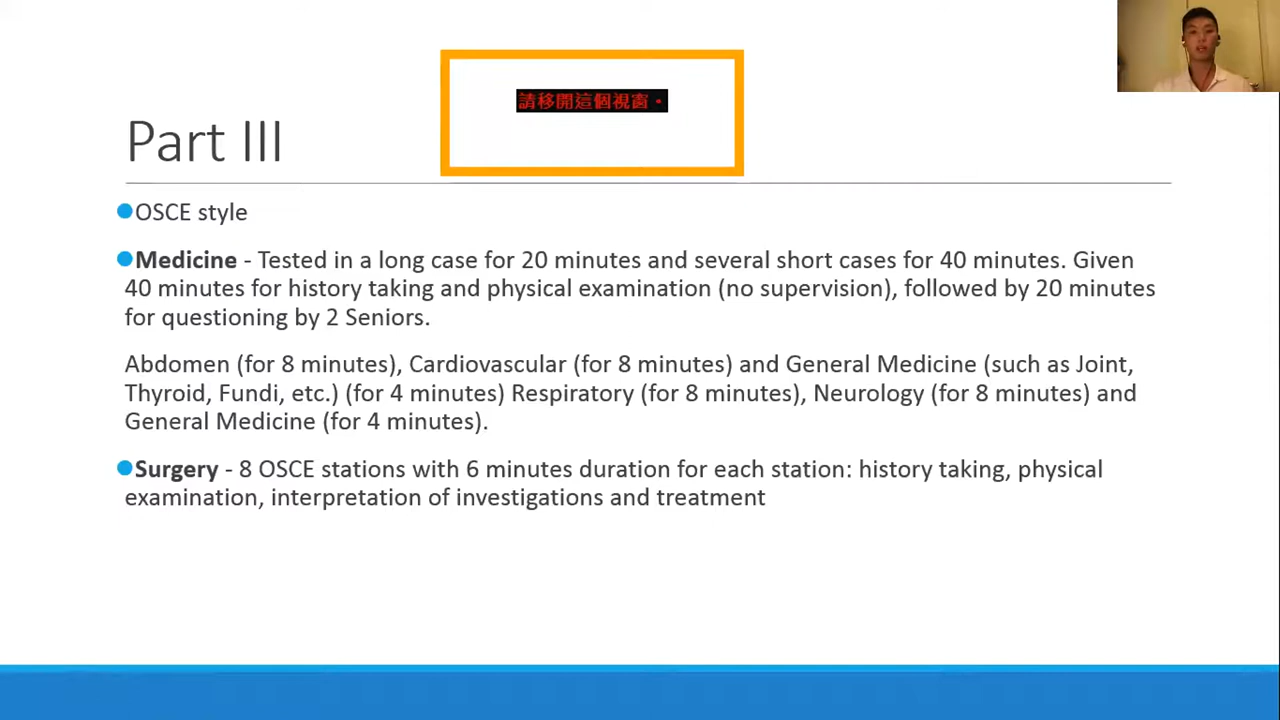 請移開這個視窗。
Part III
OSCE style
Medicine - Tested in a long case for 20 minutes and several short cases for 40 minutes. Given
40 minutes for history taking and physical examination (no supervision), followed by 20 minutes
for questioning by 2 Seniors.
Abdomen (for 8 minutes), Cardiovascular (for 8 minutes) and General Medicine (such as Joint,
Thyroid, Fundi, etc.) (for 4 minutes) Respiratory (for 8 minutes), Neurology (for 8 minutes) and
General Medicine (for 4 minutes).
Surgery - 8 OSCE stations with 6 minutes duration for each station: history taking, physical
examination, interpretation of investigations and treatment